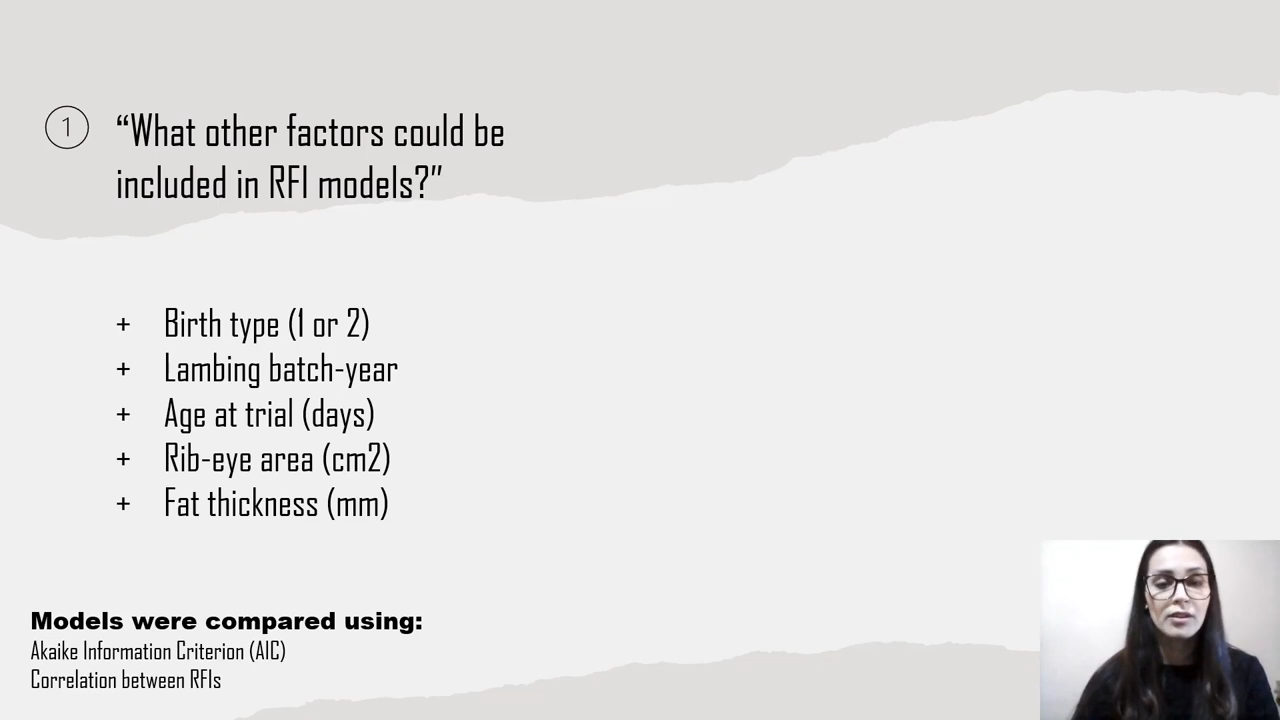 1
“What other factors could be
included in RFI models?”
+ Birth type (1 or 2)
+ Lambing batch-year
+ Age at trial (days)
+ Rib-eye area (cm2)
+ Fat thickness (mm)
Models were compared using:
Akaike Information Criterion (AIC)
Correlation between RFIs